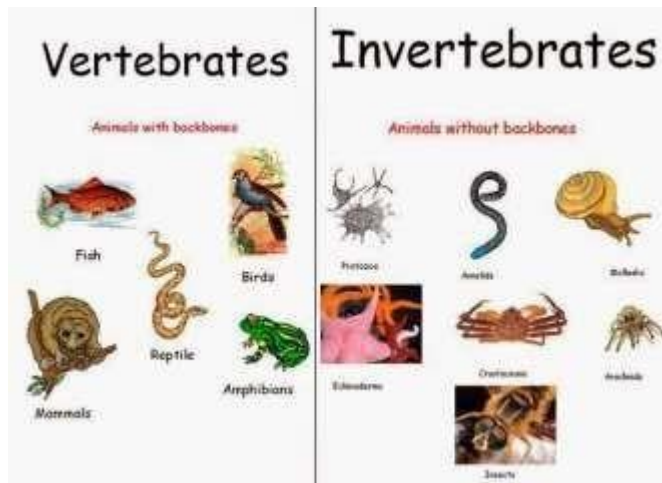 Vertebrates
Animals with backbones
Fish
Birds
Reptile
Mammals
Amphibians
Invertebrates
Animals without backbones
Protozoa
Annelids
Mollusks
Echinoderms
Crustaceans
Arachnids
Insects